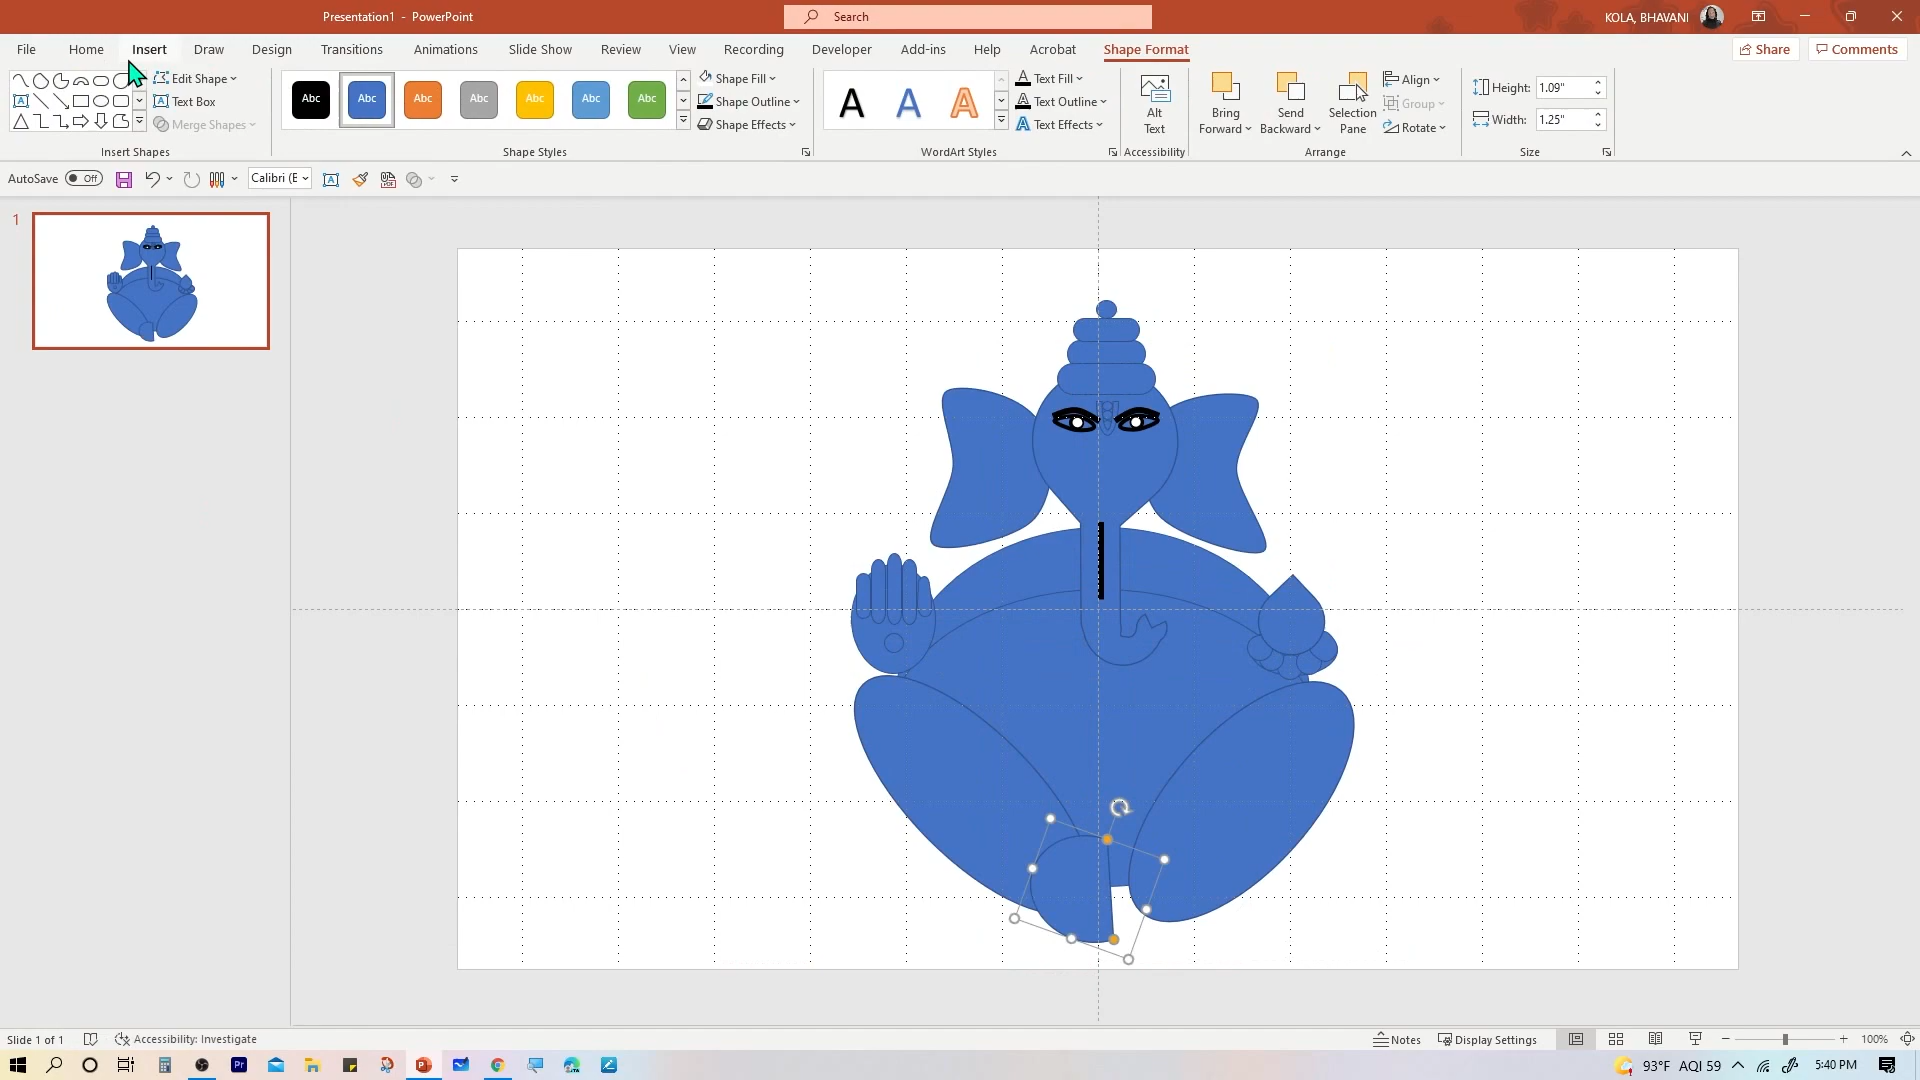 Presentation1 - PowerPoint
Search
KOLA, BHAVANI
File Home Insert Draw Design Transitions Animations Slide Show Review View Recording Developer Add-ins Help Acrobat Shape Format
Share Comments
Edit Shape
Text Box
Merge Shapes
Insert Shapes
Abc Abc Abc Abc Abc Abc Abc
Shape Fill
Shape Outline
Shape Effects
Shape Styles
A A A
Text Fill
Text Outline
Text Effects
WordArt Styles
Alt Text
Accessibility
Bring Forward
Send Backward
Selection Pane
Align
Group
Rotate
Arrange
Height: 1.09"
Width: 1.25"
Size
AutoSave Off Calibri (E
1
Slide 1 of 1 Accessibility: Investigate
Notes Display Settings 100%
93°F AQI 59 5:40 PM